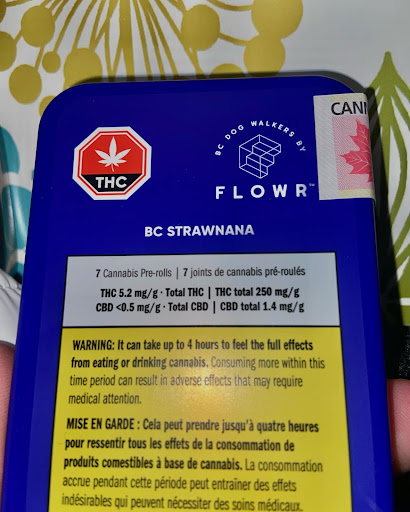 THC
BC DOG WALKERS BY
FLOWR™
BC STRAWNANA
7 Cannabis Pre-rolls | 7 joints de cannabis pré-roulés
THC 5.2 mg/g · Total THC | THC total 250 mg/g
CBD <0.5 mg/g · Total CBD | CBD total 1.4 mg/g
WARNING: It can take up to 4 hours to feel the full effects
from eating or drinking cannabis. Consuming more within this
time period can result in adverse effects that may require
medical attention.
MISE EN GARDE : Cela peut prendre jusqu'à quatre heures
pour ressentir tous les effets de la consommation de
produits comestibles à base de cannabis. La consommation
accrue pendant cette période peut entraîner des effets
indésirables qui peuvent nécessiter des soins médicaux.